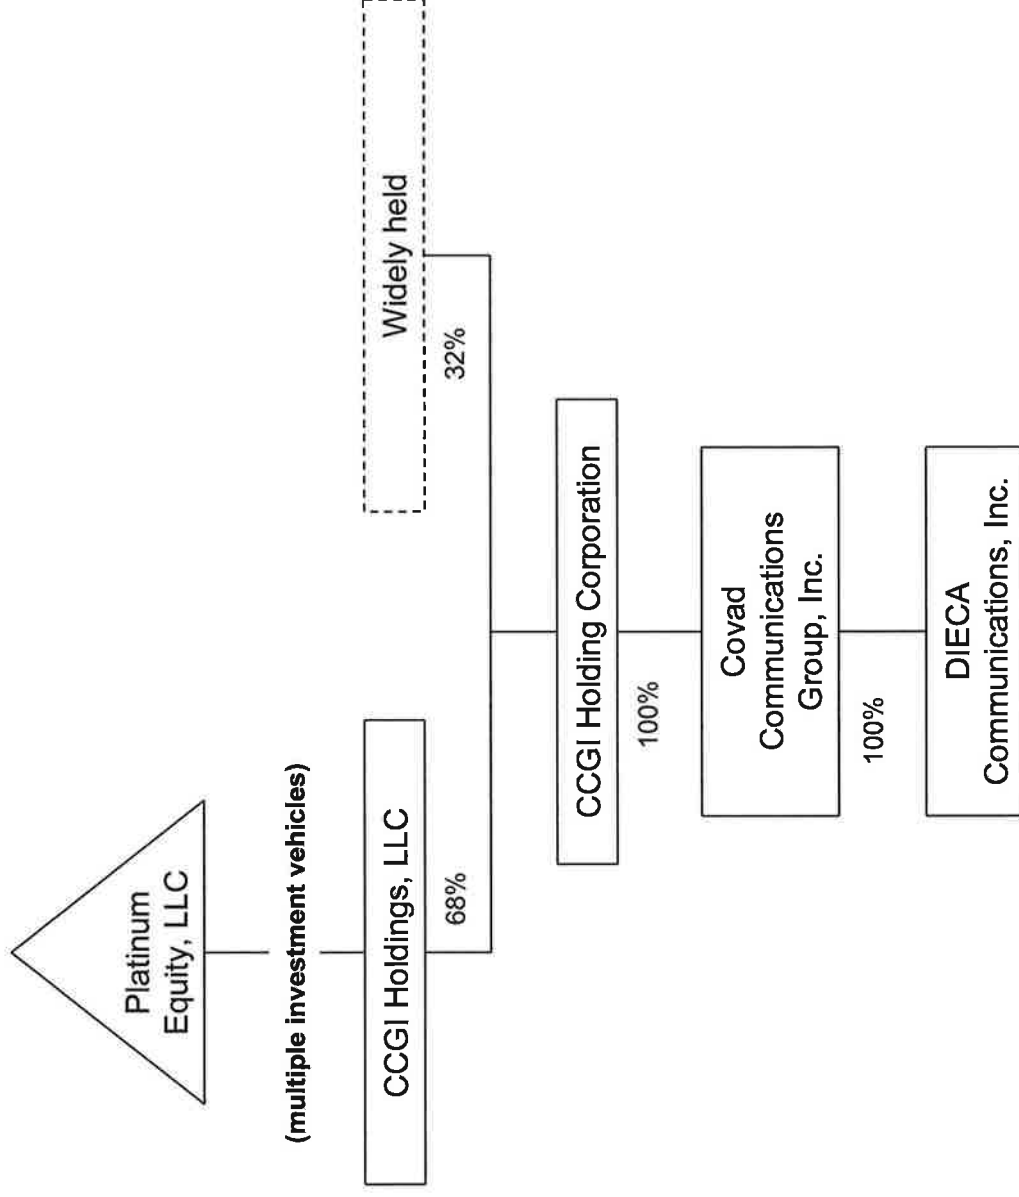 Platinum
Equity, LLC
(multiple investment vehicles)
CCGI Holdings, LLC
Widely held
68%
32%
CCGI Holding Corporation
100%
Covad
Communications
Group, Inc.
100%
DIECA
Communications, Inc.